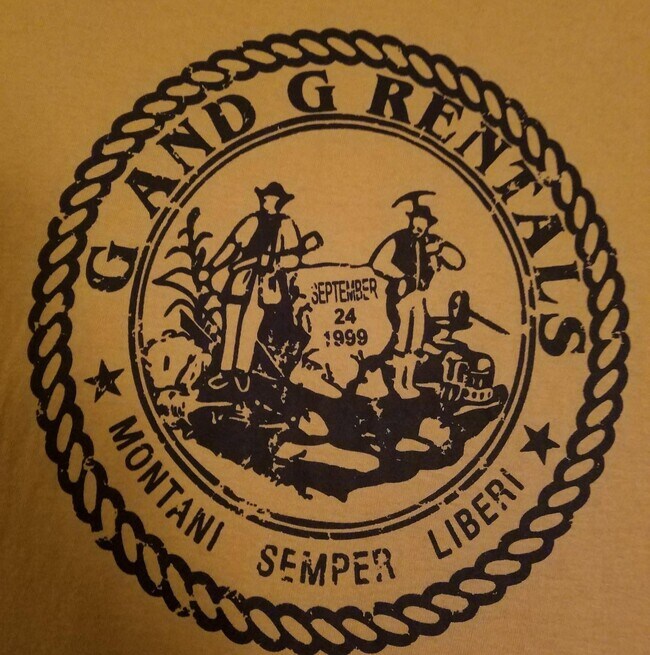 G AND G RENTALS
SEPTEMBER
24
1999
MONTANI SEMPER LIBERI